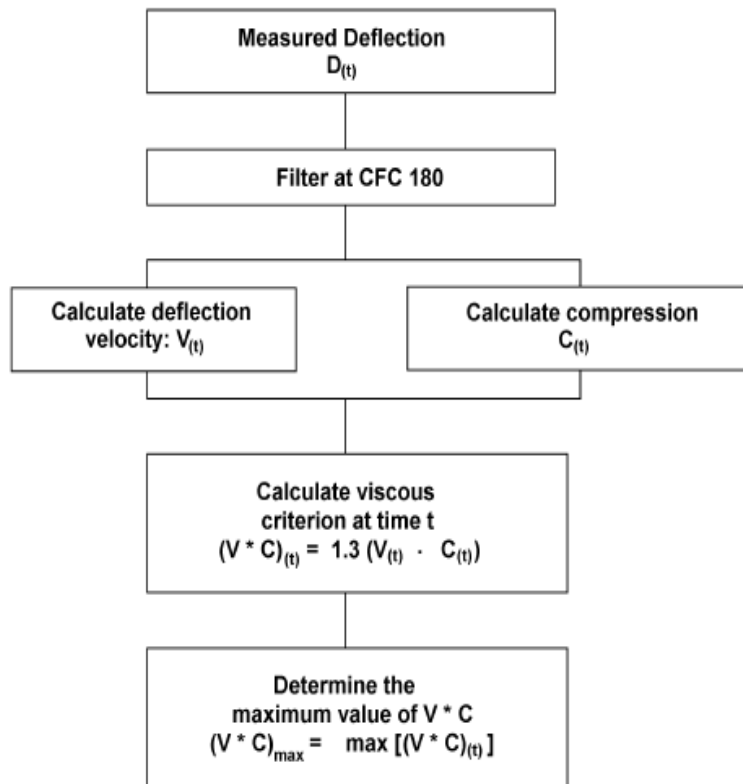 Measured Deflection
D(t)
Filter at CFC 180
Calculate deflection
velocity: V(t)
Calculate compression
C(t)
Calculate viscous
criterion at time t
(V * C)(t) = 1.3 (V(t) · C(t))
Determine the
maximum value of V * C
(V * C)max = max [(V * C)(t) ]